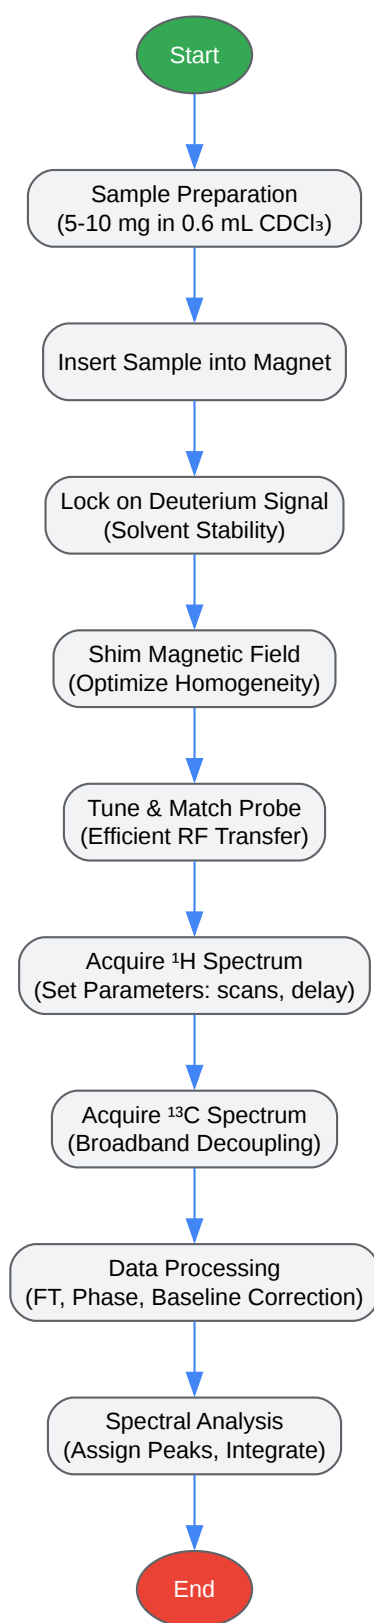 Start
Sample Preparation
(5-10 mg in 0.6 mL CDCl₃)
Insert Sample into Magnet
Lock on Deuterium Signal
(Solvent Stability)
Shim Magnetic Field
(Optimize Homogeneity)
Tune & Match Probe
(Efficient RF Transfer)
Acquire ¹H Spectrum
(Set Parameters: scans, delay)
Acquire ¹³C Spectrum
(Broadband Decoupling)
Data Processing
(FT, Phase, Baseline Correction)
Spectral Analysis
(Assign Peaks, Integrate)
End